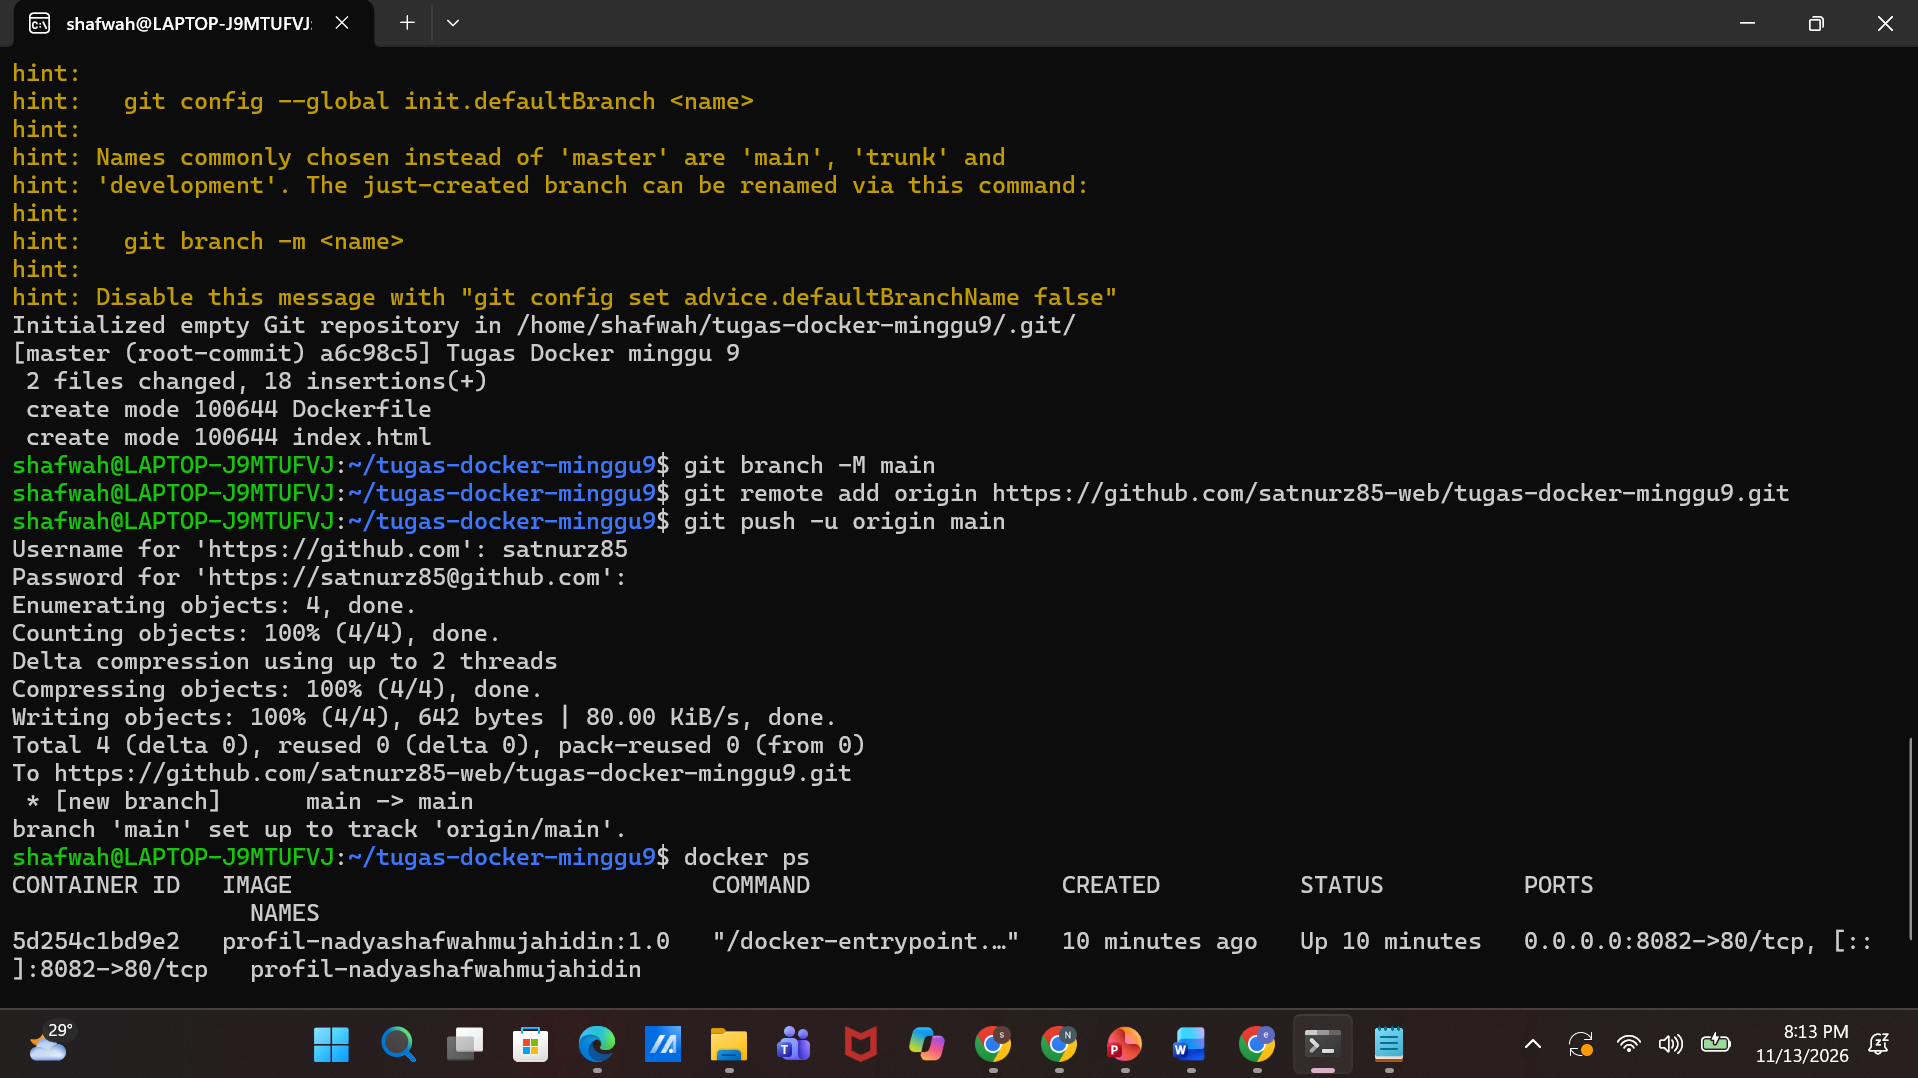 shafwah@LAPTOP-J9MTUFVJ:
hint:
hint:   git config --global init.defaultBranch <name>
hint:
hint: Names commonly chosen instead of 'master' are 'main', 'trunk' and
hint: 'development'. The just-created branch can be renamed via this command:
hint:
hint:   git branch -m <name>
hint:
hint: Disable this message with "git config set advice.defaultBranchName false"
Initialized empty Git repository in /home/shafwah/tugas-docker-minggu9/.git/
[master (root-commit) a6c98c5] Tugas Docker minggu 9
 2 files changed, 18 insertions(+)
 create mode 100644 Dockerfile
 create mode 100644 index.html
shafwah@LAPTOP-J9MTUFVJ:~/tugas-docker-minggu9$ git branch -M main
shafwah@LAPTOP-J9MTUFVJ:~/tugas-docker-minggu9$ git remote add origin https://github.com/satnurz85-web/tugas-docker-minggu9.git
shafwah@LAPTOP-J9MTUFVJ:~/tugas-docker-minggu9$ git push -u origin main
Username for 'https://github.com': satnurz85
Password for 'https://satnurz85@github.com':
Enumerating objects: 4, done.
Counting objects: 100% (4/4), done.
Delta compression using up to 2 threads
Compressing objects: 100% (4/4), done.
Writing objects: 100% (4/4), 642 bytes | 80.00 KiB/s, done.
Total 4 (delta 0), reused 0 (delta 0), pack-reused 0 (from 0)
To https://github.com/satnurz85-web/tugas-docker-minggu9.git
 * [new branch]      main -> main
branch 'main' set up to track 'origin/main'.
shafwah@LAPTOP-J9MTUFVJ:~/tugas-docker-minggu9$ docker ps
CONTAINER ID   IMAGE                              COMMAND                  CREATED          STATUS          PORTS
                 NAMES
5d254c1bd9e2   profil-nadyashafwahmujahidin:1.0   "/docker-entrypoint.…"   10 minutes ago   Up 10 minutes   0.0.0.0:8082->80/tcp, [::
]:8082->80/tcp   profil-nadyashafwahmujahidin
29°
8:13 PM
11/13/2026